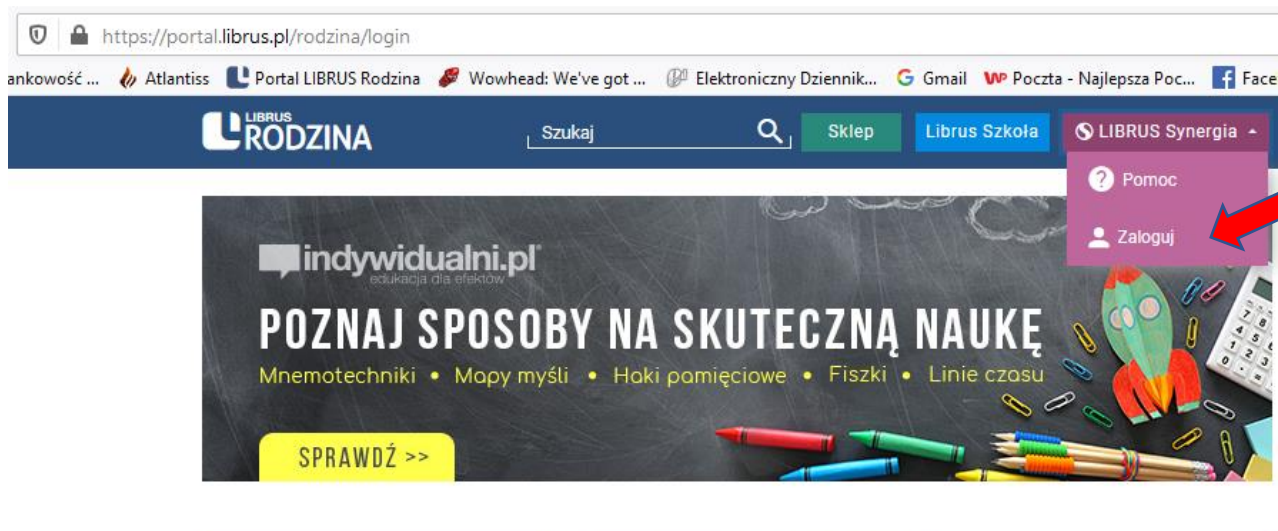 https://portal.librus.pl/rodzina/login
ankowość ... Atlantiss Portal LIBRUS Rodzina Wowhead: We've got ... Elektroniczny Dziennik... Gmail Poczta - Najlepsza Poc... Face
LIBRUS
RODZINA
Szukaj
Sklep
Librus Szkoła
LIBRUS Synergia
Pomoc
Zaloguj
indywidualni.pl
edukacja dla efektów
POZNAJ SPOSOBY NA SKUTECZNĄ NAUKĘ
Mnemotechniki • Mapy myśli • Haki pamięciowe • Fiszki • Linie czasu
SPRAWDŹ >>